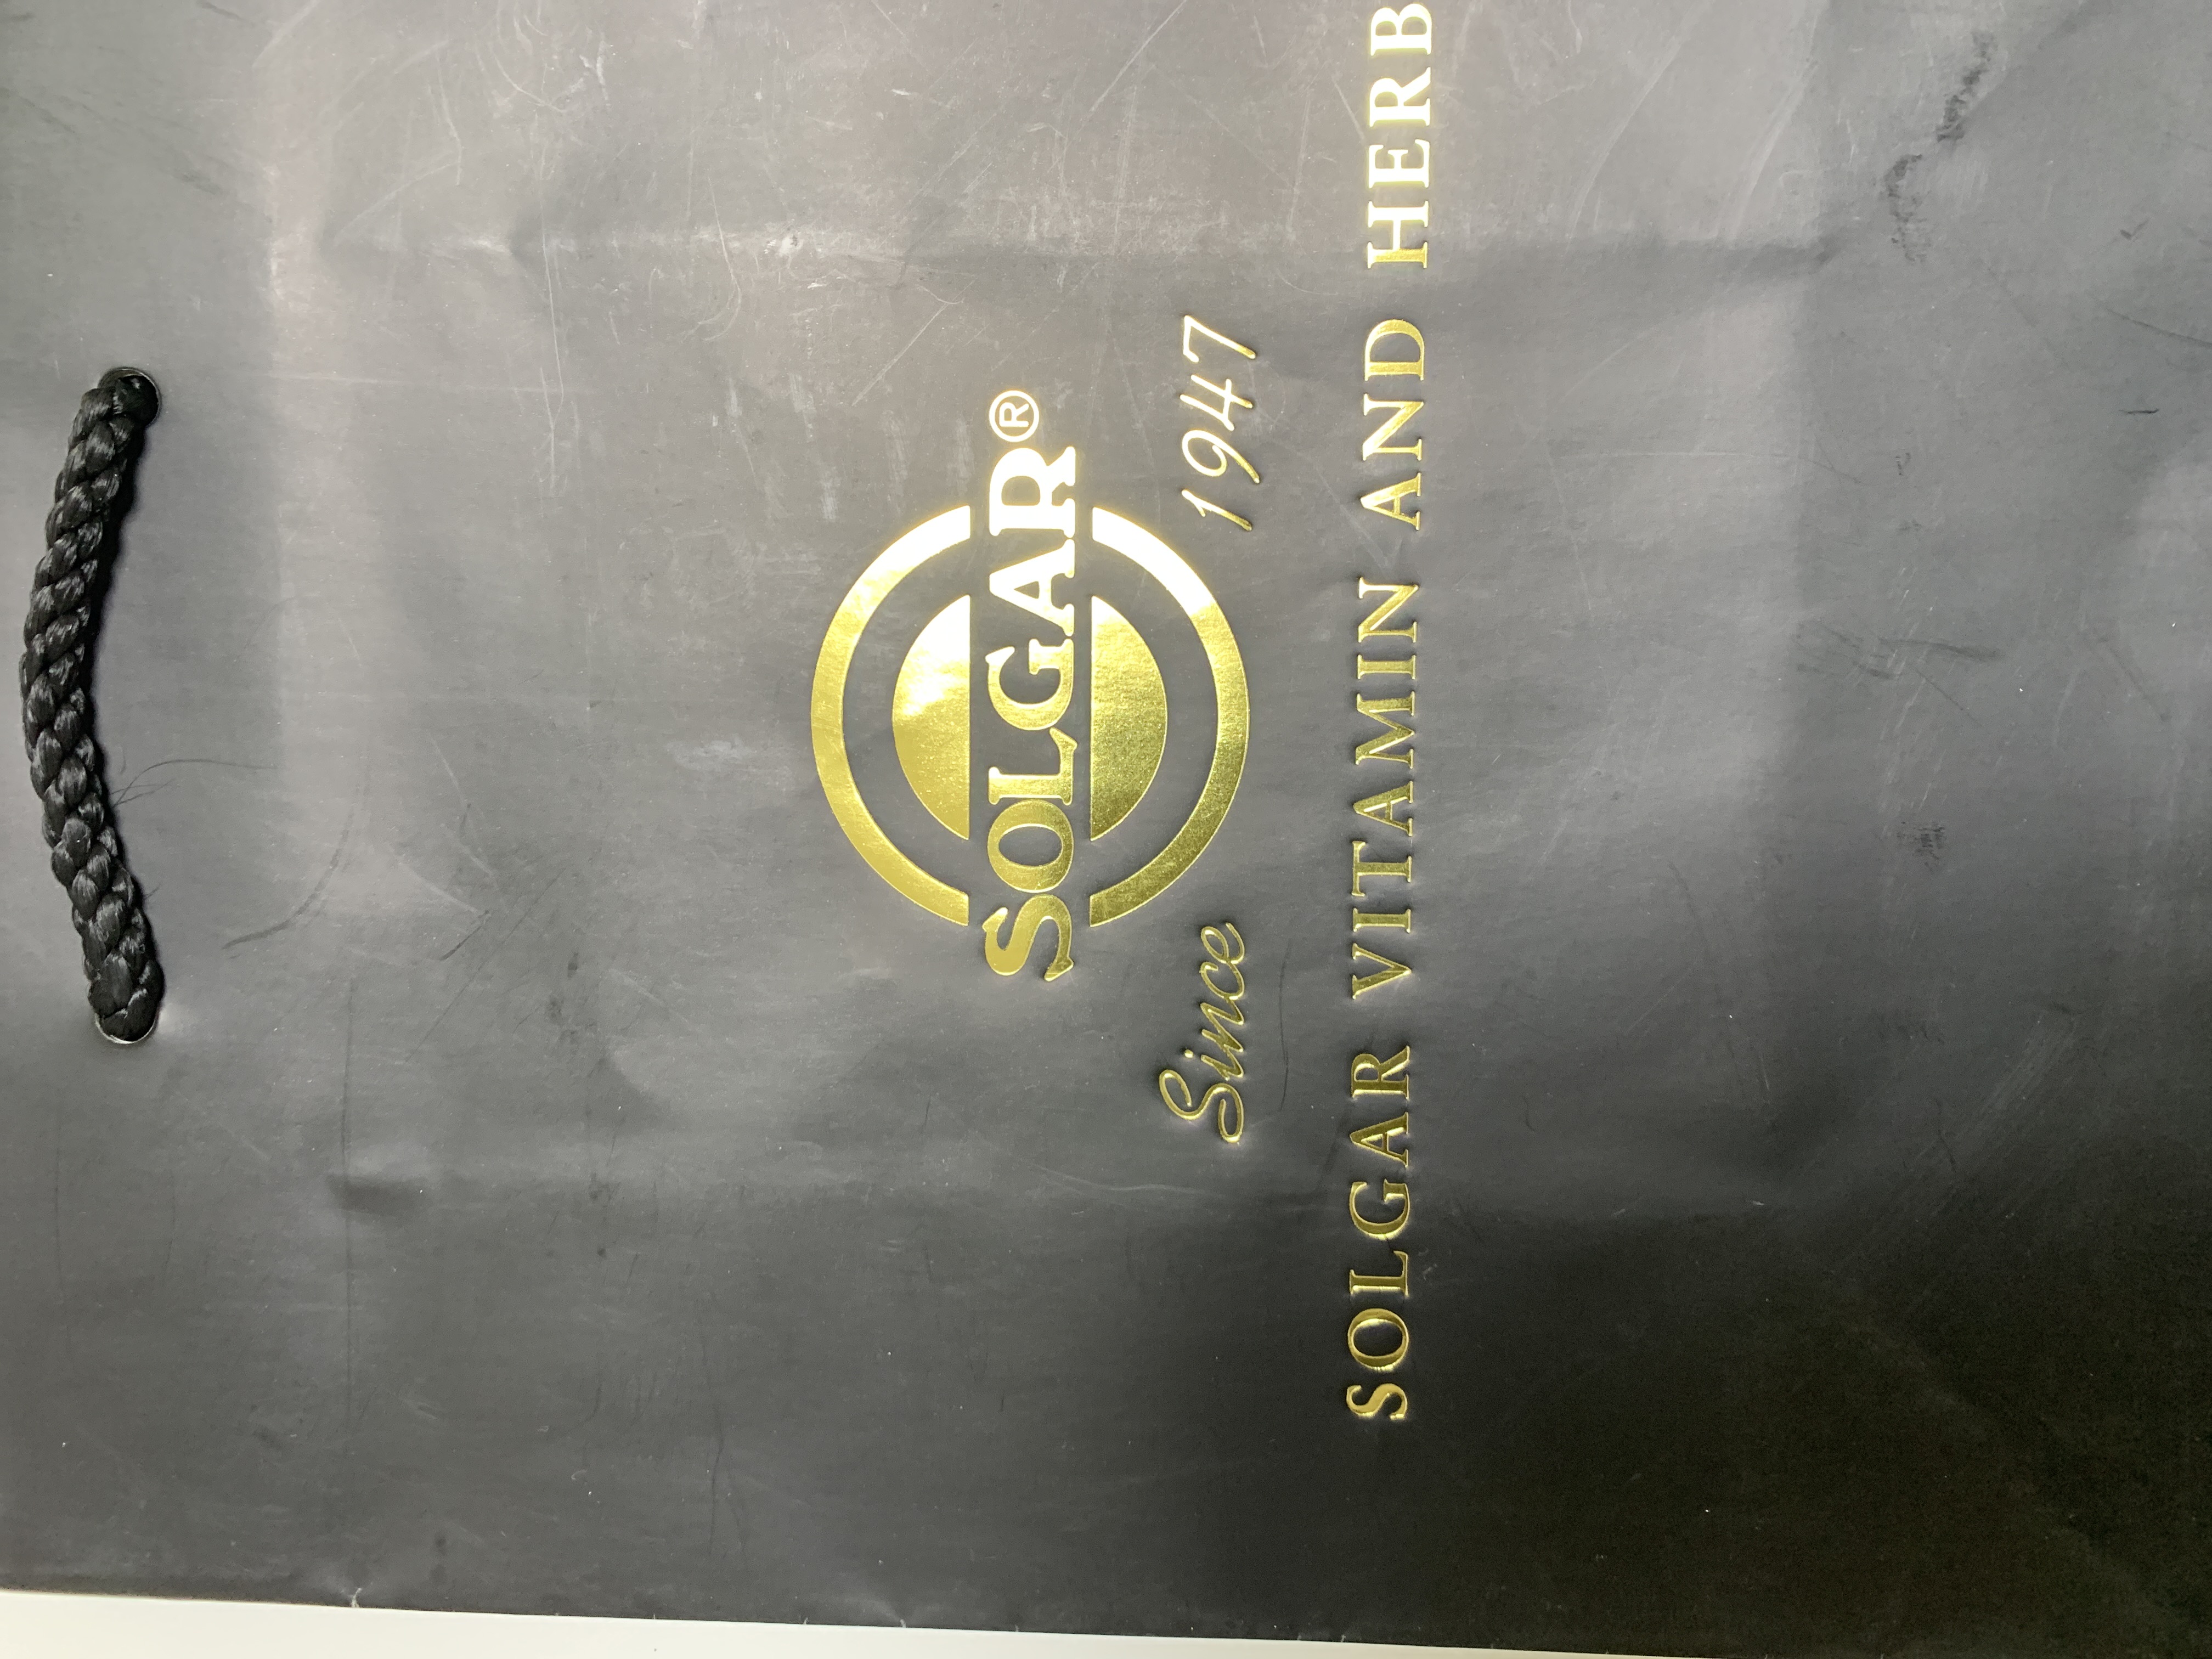 SOLGAR®
Since 1947
SOLGAR VITAMIN AND HERB